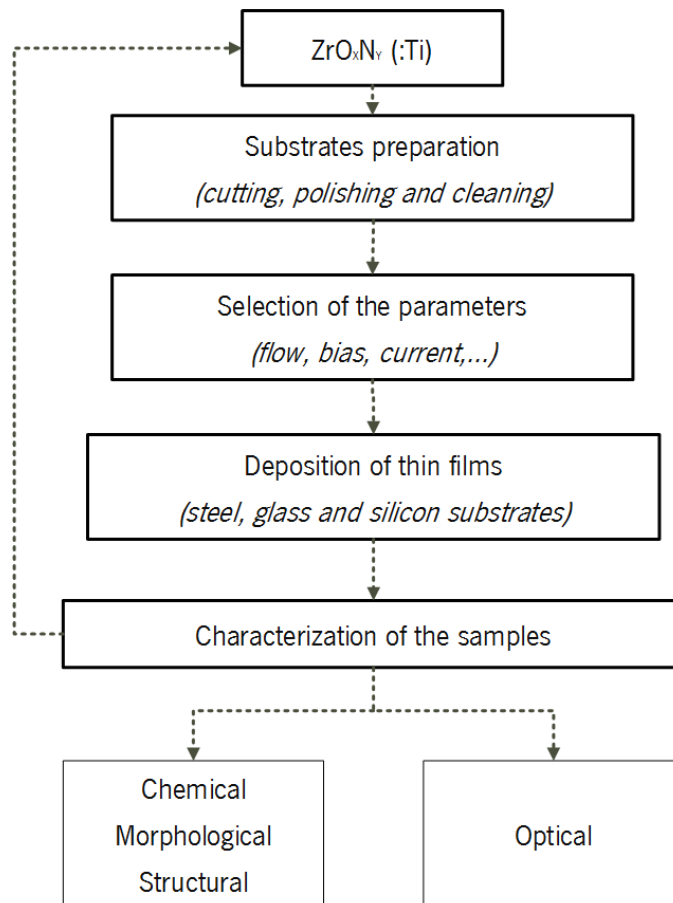 ZrOxNY (:Ti)
Substrates preparation
(cutting, polishing and cleaning)
Selection of the parameters
(flow, bias, current,...)
Deposition of thin films
(steel, glass and silicon substrates)
Characterization of the samples
Chemical
Morphological
Structural
Optical